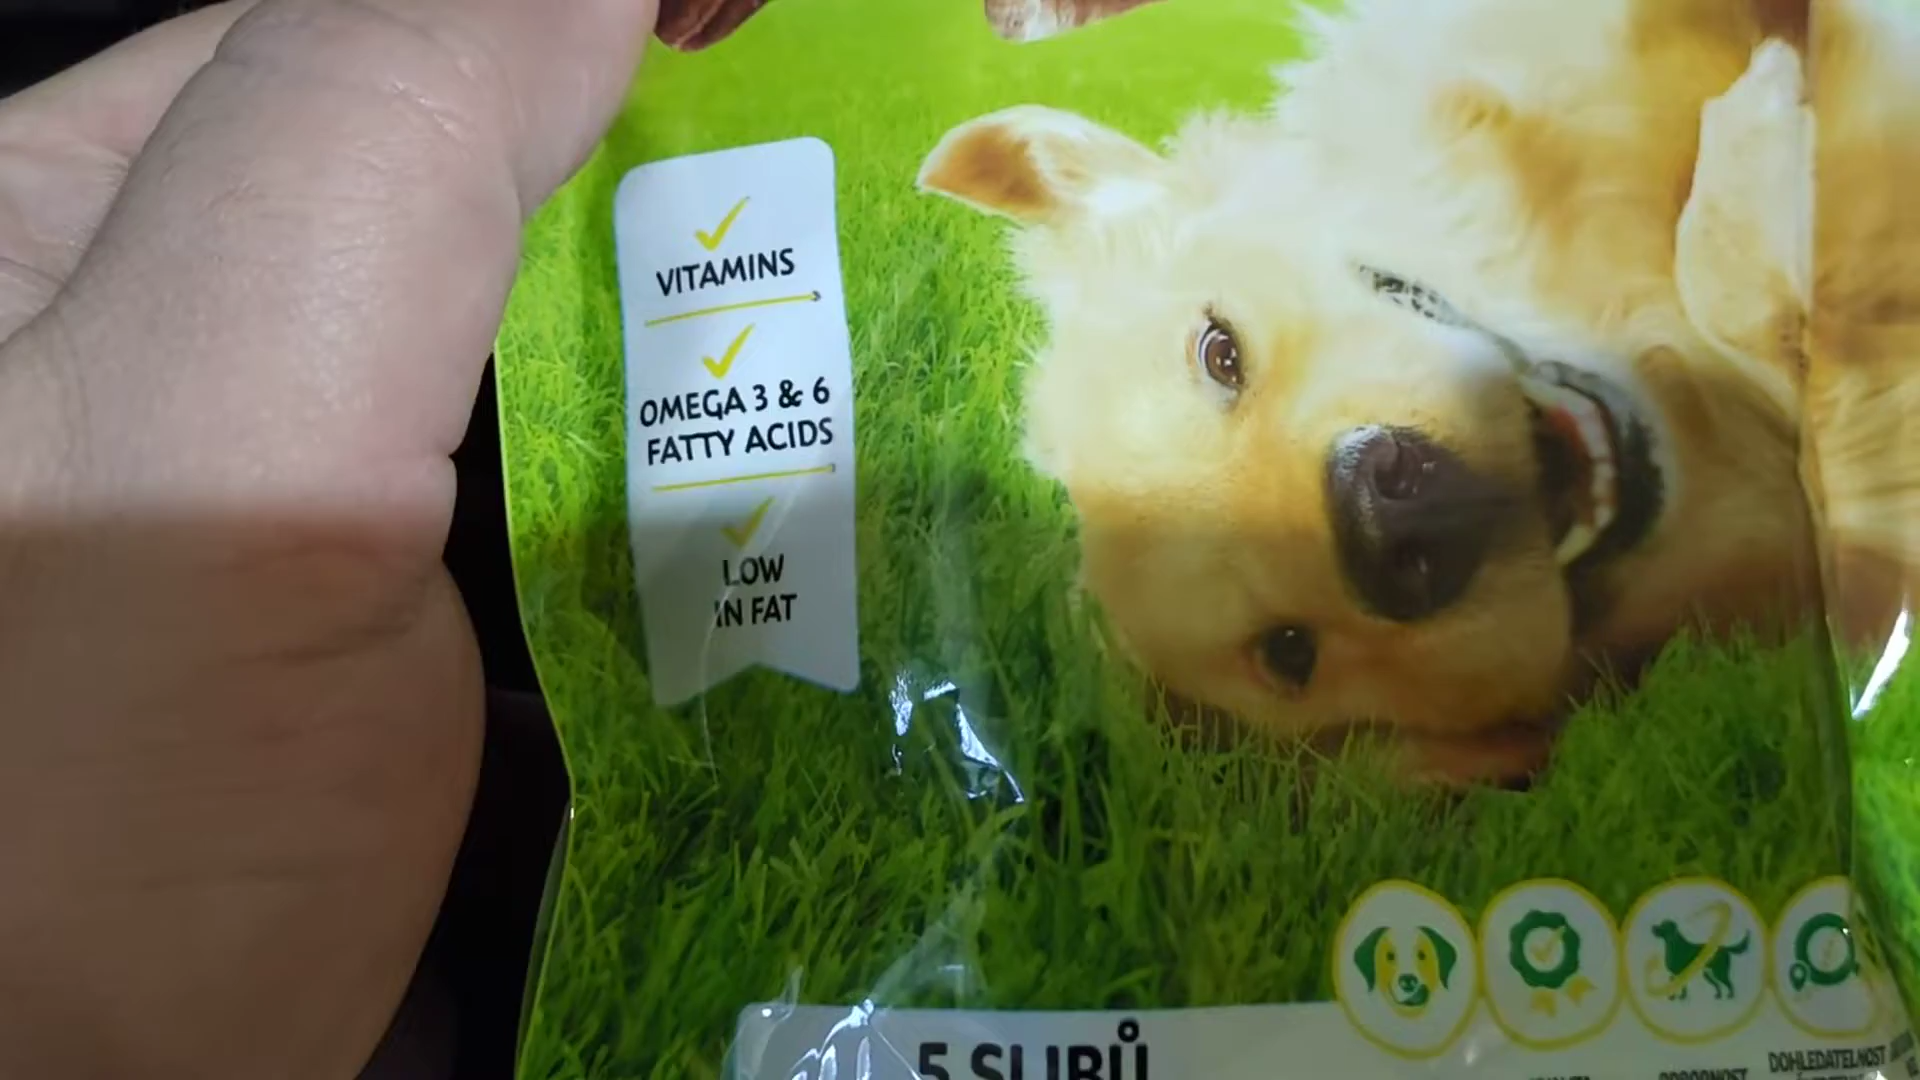 VITAMINS
OMEGA 3 & 6
FATTY ACIDS
LOW
IN FAT
5 SLIBŮ
DOHLEDATELNOST